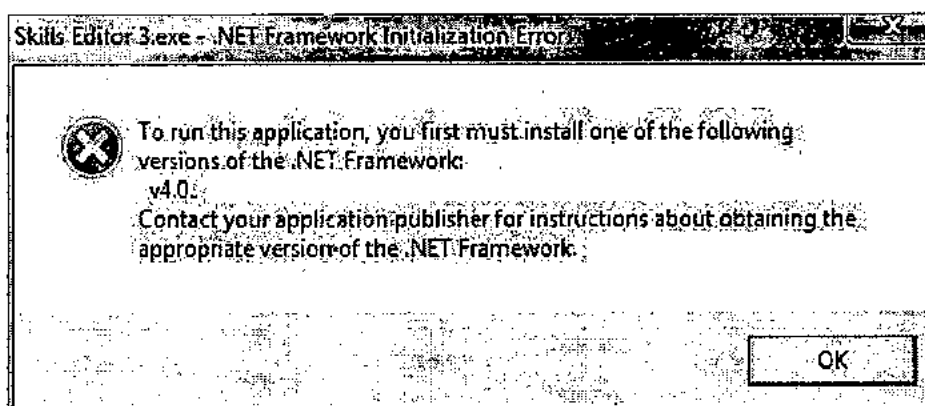 Skills Editor 3.exe - .NET Framework Initialization Error
To run this application, you first must install one of the following
versions of the .NET Framework:
v4.0
Contact your application publisher for instructions about obtaining the
appropriate version of the .NET Framework.
OK